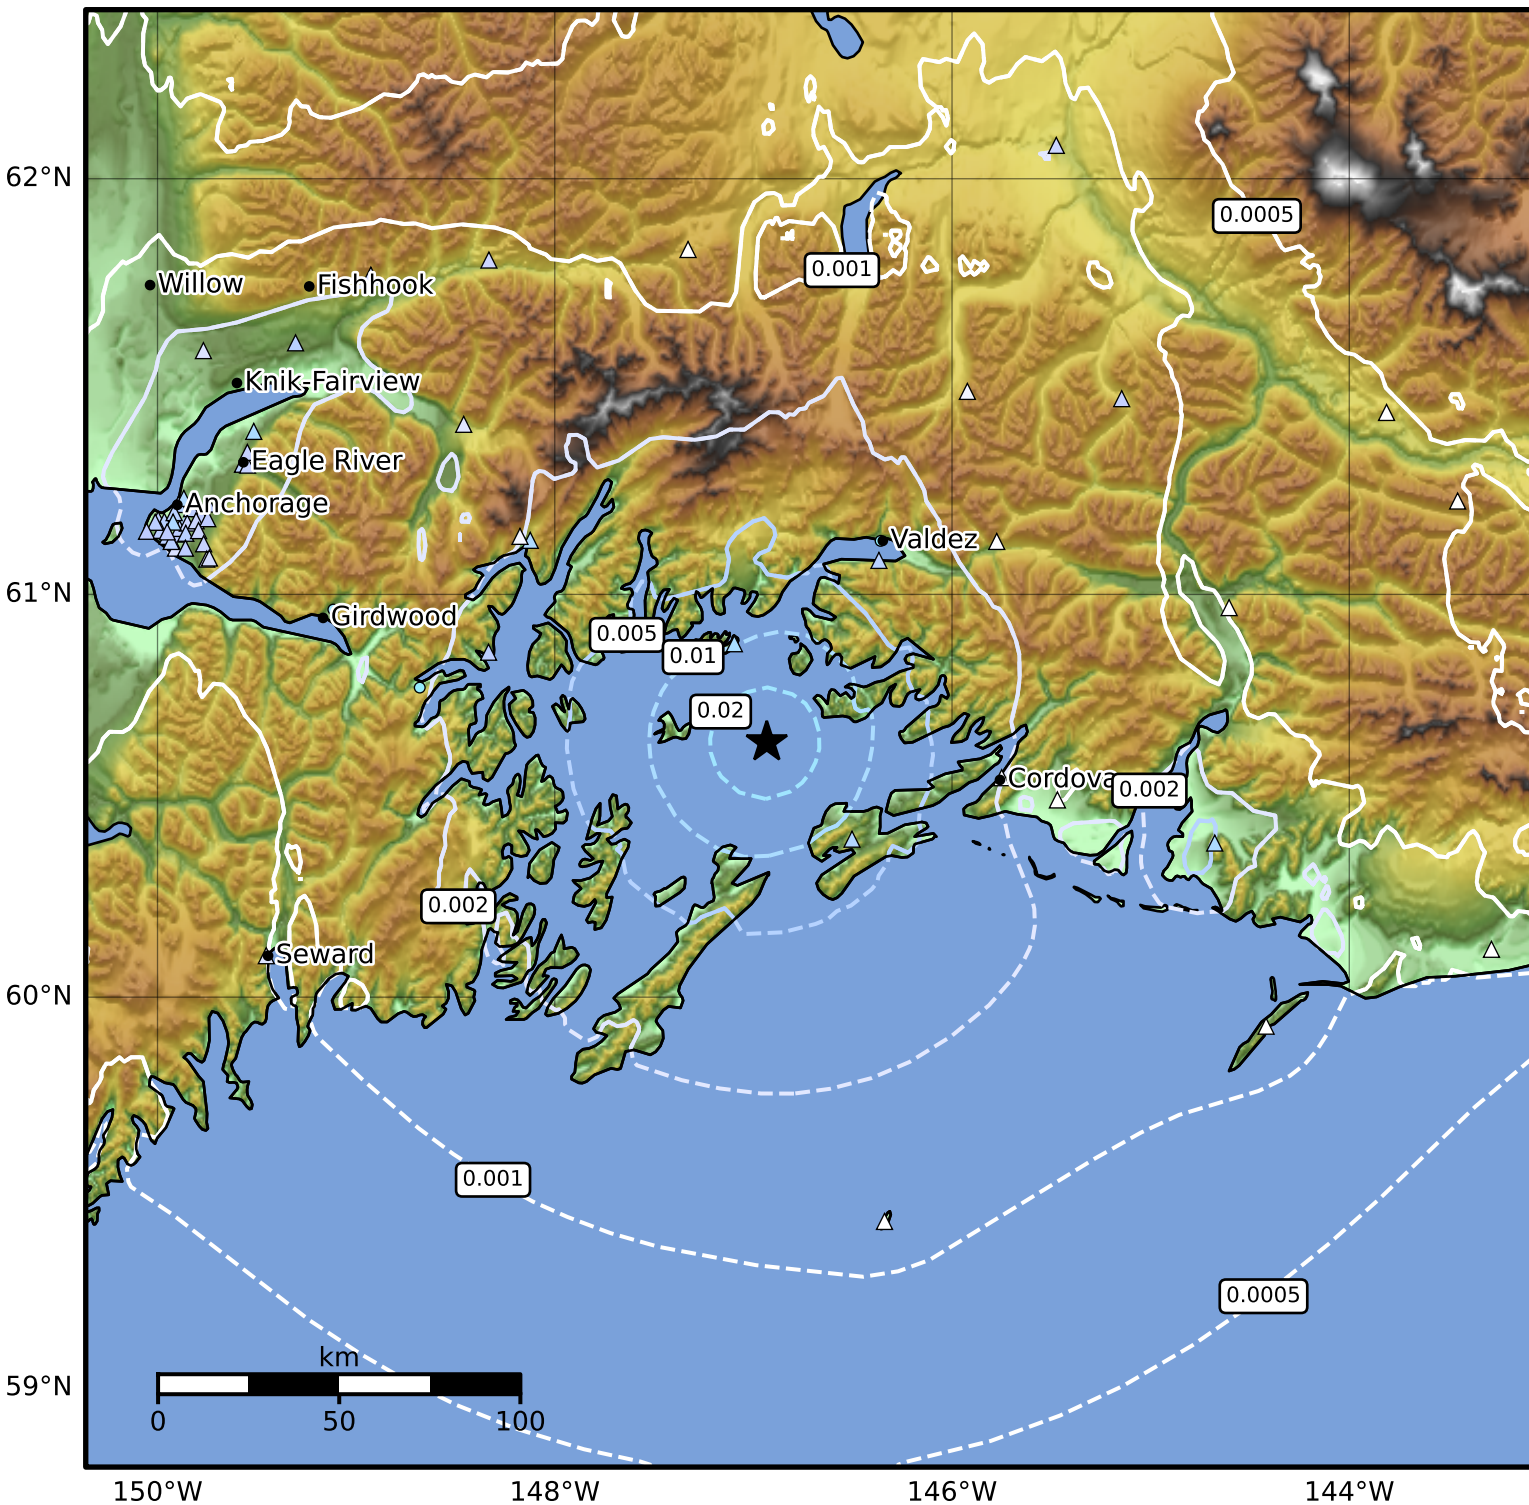 62°N
0.0005
0.001
Willow
Fishhook
Knik-Fairview
Eagle River
Anchorage
Valdez
61°N
Girdwood
0.005
0.01
0.02
Cordova
0.002
0.002
Seward
60°N
0.001
0.0005
km
59°N
0
50
100
150°W
148°W
146°W
144°W